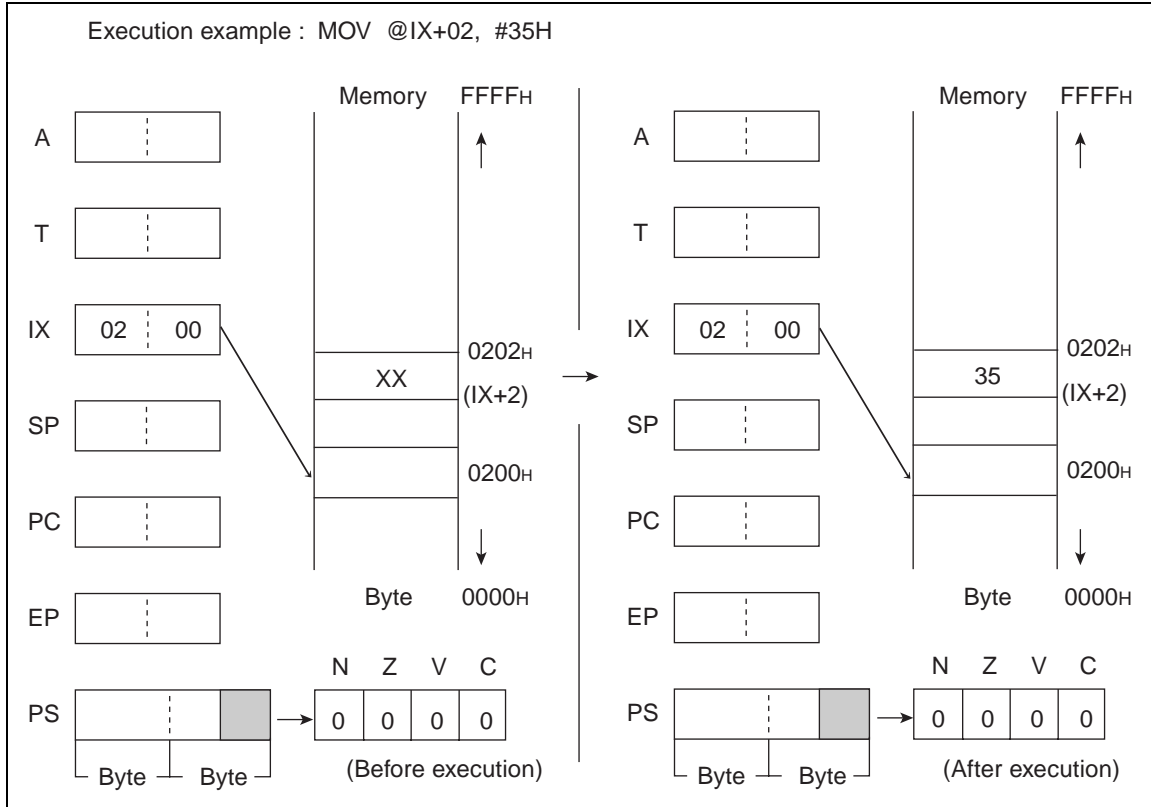 Execution example : MOV @IX+02, #35H
Memory FFFFH
A
T
IX 02 00
0202H
XX
(IX+2)
SP
0200H
PC
Byte 0000H
EP
N Z V C
PS 0 0 0 0
Byte Byte
(Before execution)
Memory FFFFH
A
T
IX 02 00
0202H
35
(IX+2)
SP
0200H
PC
Byte 0000H
EP
N Z V C
PS 0 0 0 0
Byte Byte
(After execution)